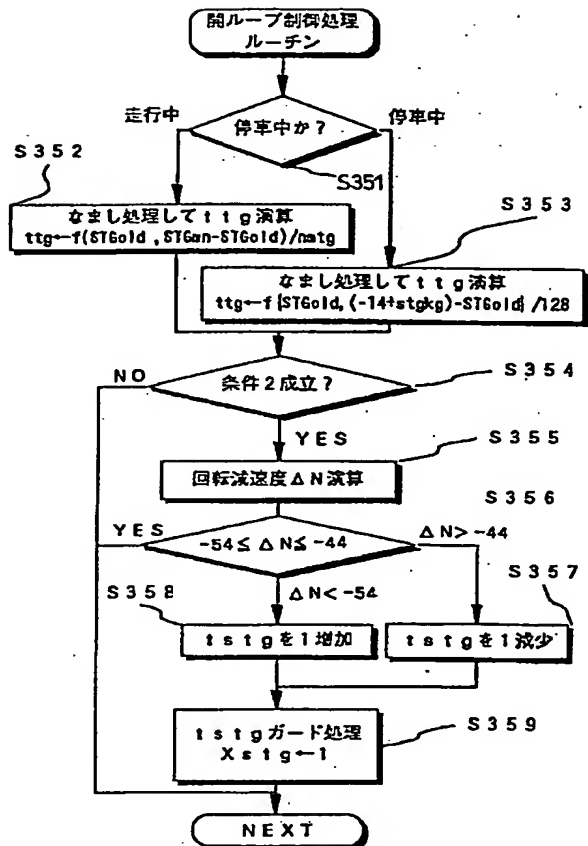 開ループ制御処理
ルーチン
走行中
停車中か?
停車中
S352
S351
S353
なまし処理してttg演算
ttg←f(STGold,STGan-STGold)/nstg
なまし処理してttg演算
ttg←f{STGold,(-14+stgkg)-STGold}/128
NO
条件2成立?
S354
YES
S355
回転減速度ΔN演算
S356
YES
-54≦ΔN≦-44
ΔN>-44
S358
ΔN<-54
S357
tstgを1増加
tstgを1減少
tstgガード処理
Xstg←1
S359
NEXT